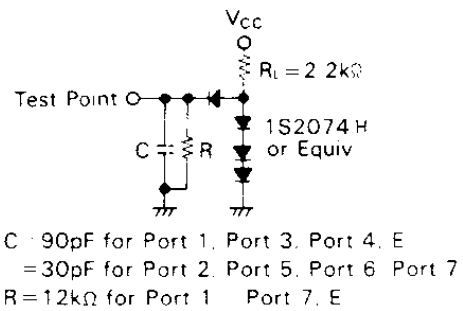 Vcc
RL=2 2kΩ
Test Point
1S2074 H
or Equiv
C
R
C 90pF for Port 1, Port 3, Port 4, E
=30pF for Port 2, Port 5, Port 6 Port 7
R=12kΩ for Port 1 Port 7, E